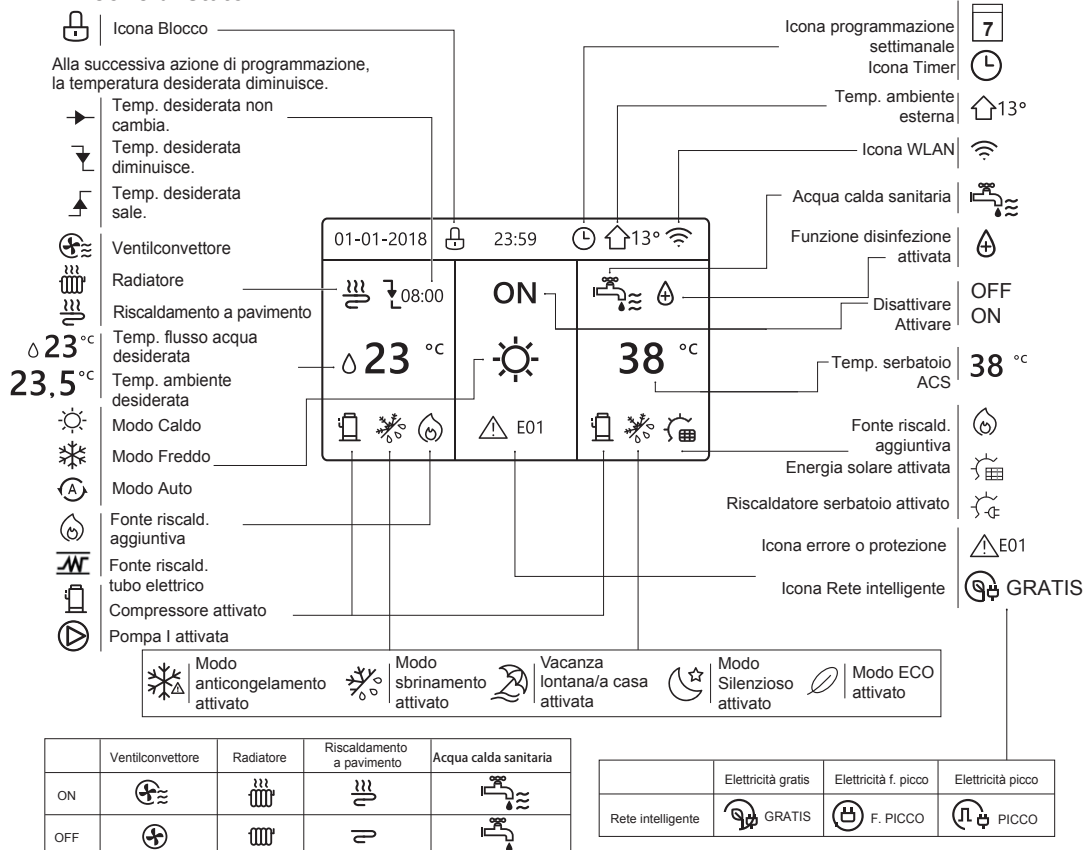 Icona Blocco
Alla successiva azione di programmazione,
la temperatura desiderata diminuisce.
Temp. desiderata non
cambia.
Temp. desiderata
diminuisce.
Temp. desiderata
sale.
Ventilconvettore
Radiatore
Riscaldamento a pavimento
23 °C
Temp. flusso acqua
desiderata
23,5 °C
Temp. ambiente
desiderata
Modo Caldo
Modo Freddo
A
Modo Auto
Fonte riscald.
aggiuntiva
Fonte riscald.
tubo elettrico
Compressore attivato
Pompa I attivata
01-01-2018 23:59 13°
08:00
ON
23 °C
38 °C
E01
Icona programmazione
settimanale
7
Icona Timer
Temp. ambiente
esterna
13°
Icona WLAN
Acqua calda sanitaria
Funzione disinfezione
attivata
Disattivare
OFF
Attivare
ON
Temp. serbatoio
ACS
38 °C
Fonte riscald.
aggiuntiva
Energia solare attivata
Riscaldatore serbatoio attivato
Icona errore o protezione
E01
Icona Rete intelligente
GRATIS
Modo
anticongelamento
attivato
Modo
sbrinamento
attivato
Vacanza
lontana/a casa
attivata
Modo
Silenzioso
attivato
Modo ECO
attivato
Ventilconvettore Radiatore Riscaldamento
a pavimento Acqua calda sanitaria
ON
OFF
Elettricità gratis Elettricità f. picco Elettricità picco
Rete intelligente GRATIS F. PICCO PICCO